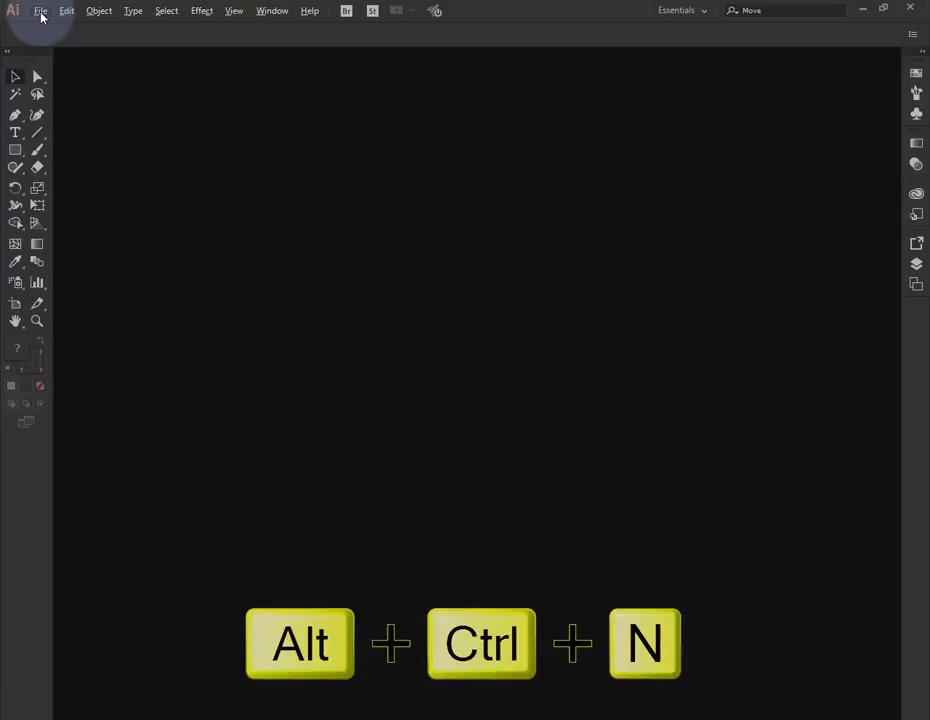 Ai File Edit Object Type Select Effect View Window Help Br St Essentials Move
T
?
?
?
? ?
Alt + Ctrl + N